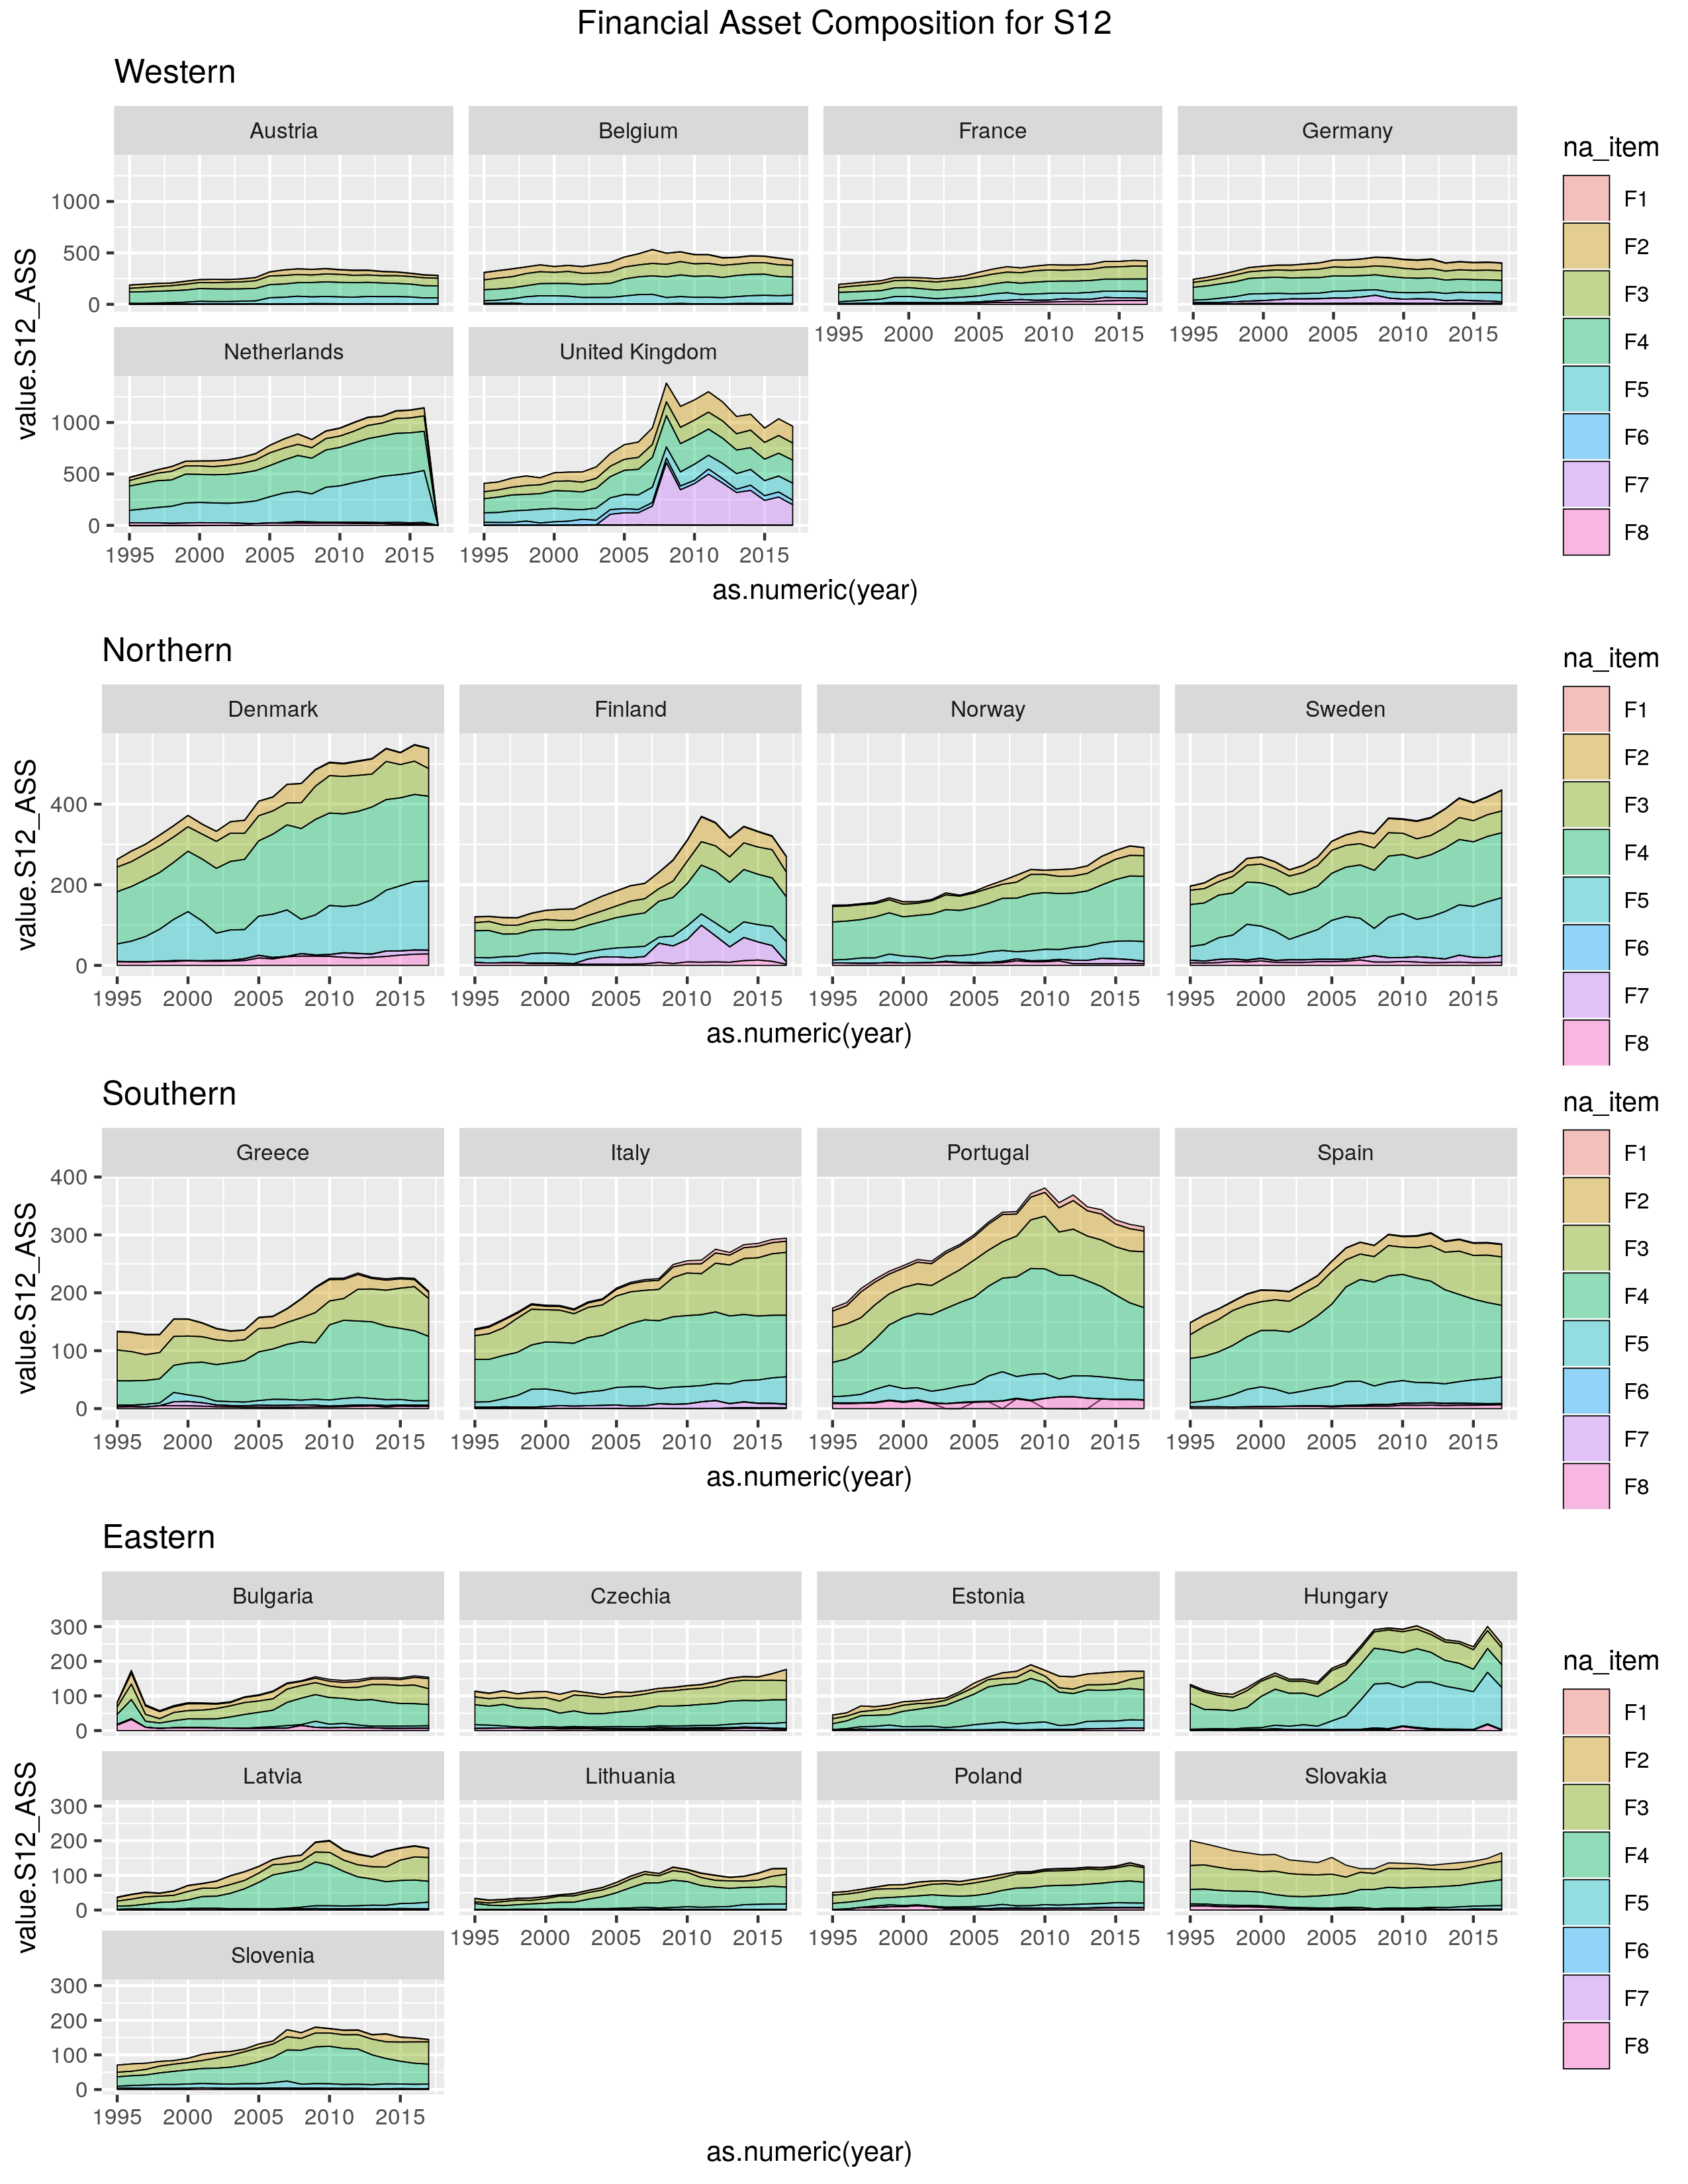 Financial Asset Composition for S12
Western
Austria
Belgium
France
Germany
1000
500
0
1995 2000 2005 2010 2015
1995 2000 2005 2010 2015
Netherlands
United Kingdom
1000
500
0
1995 2000 2005 2010 2015
1995 2000 2005 2010 2015
value.S12_ASS
as.numeric(year)
na_item
F1
F2
F3
F4
F5
F6
F7
F8
Northern
Denmark
Finland
Norway
Sweden
400
200
0
1995 2000 2005 2010 2015
1995 2000 2005 2010 2015
1995 2000 2005 2010 2015
1995 2000 2005 2010 2015
value.S12_ASS
as.numeric(year)
na_item
F1
F2
F3
F4
F5
F6
F7
F8
Southern
Greece
Italy
Portugal
Spain
400
300
200
100
0
1995 2000 2005 2010 2015
1995 2000 2005 2010 2015
1995 2000 2005 2010 2015
1995 2000 2005 2010 2015
value.S12_ASS
as.numeric(year)
na_item
F1
F2
F3
F4
F5
F6
F7
F8
Eastern
Bulgaria
Czechia
Estonia
Hungary
300
200
100
0
Latvia
Lithuania
Poland
Slovakia
300
200
100
0
1995 2000 2005 2010 2015
1995 2000 2005 2010 2015
1995 2000 2005 2010 2015
Slovenia
300
200
100
0
1995 2000 2005 2010 2015
value.S12_ASS
as.numeric(year)
na_item
F1
F2
F3
F4
F5
F6
F7
F8